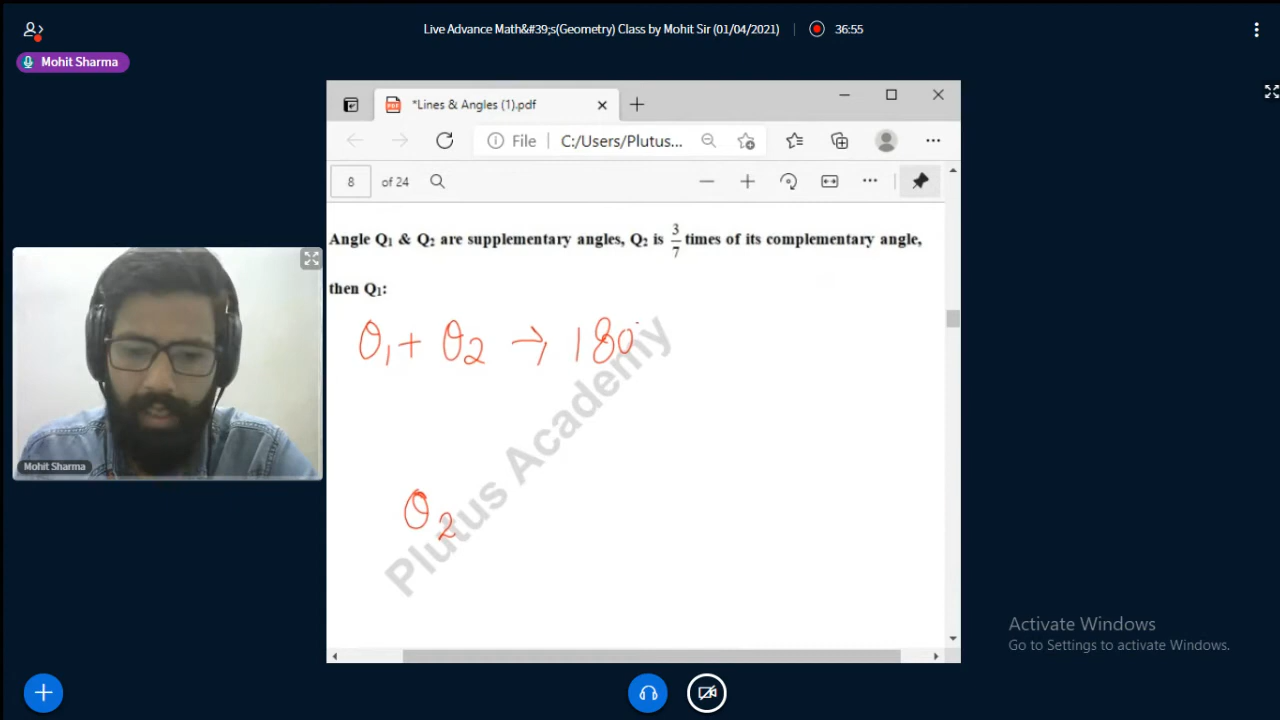 Live Advance Math&#39;s(Geometry) Class by Mohit Sir (01/04/2021)
36:55
Mohit Sharma
*Lines & Angles (1).pdf
File
C:/Users/Plutus...
8
of 24
Angle Q₁ & Q₂ are supplementary angles, Q₂ is 3/7 times of its complementary angle,
then Q₁:
θ₁ + θ₂ → 180
θ₂
Plutus Academy
Mohit Sharma
Activate Windows
Go to Settings to activate Windows.